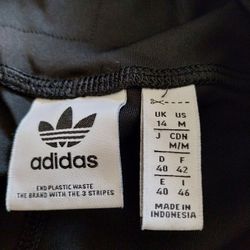 adidas
END PLASTIC WASTE
THE BRAND WITH THE 3 STRIPES
UK US
14 M
J CDN
M M/M
D F
40 42
E I
40 46
MADE IN
INDONESIA